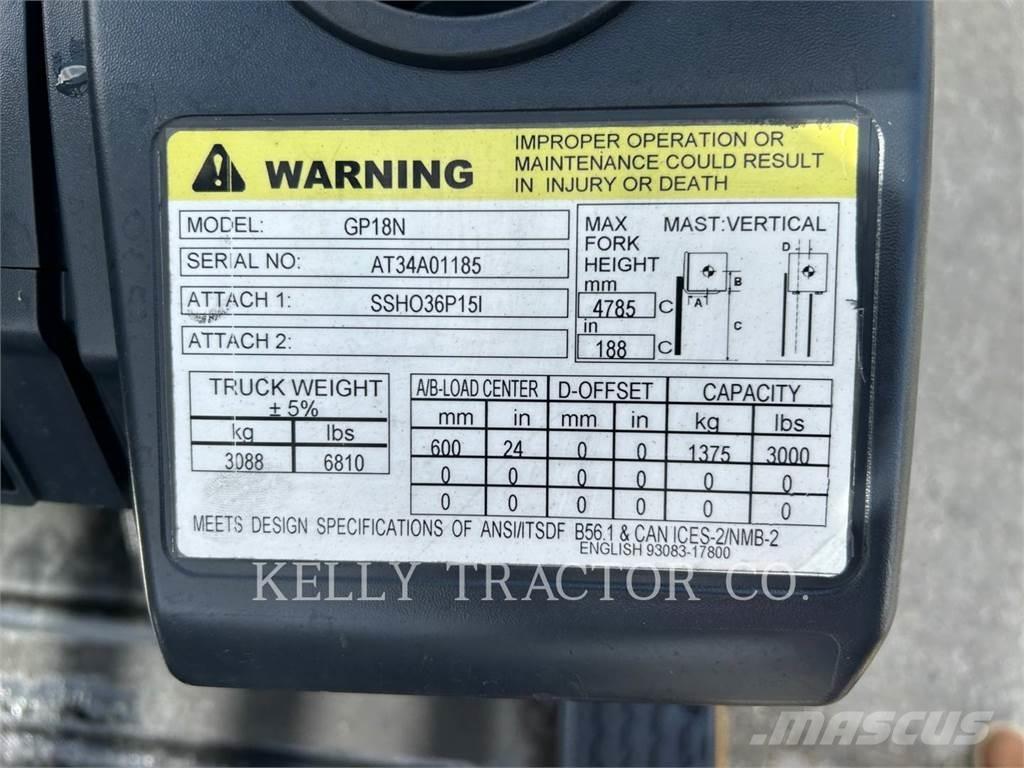 WARNING
IMPROPER OPERATION OR
MAINTENANCE COULD RESULT
IN INJURY OR DEATH
MODEL: GP18N
SERIAL NO: AT34A01185
ATTACH 1: SSHO36P15I
ATTACH 2:
MAX
FORK
HEIGHT
mm
4785 C
in
188 C
MAST:VERTICAL
D
B
A
C
TRUCK WEIGHT
± 5%
kg lbs
3088 6810
A/B-LOAD CENTER D-OFFSET CAPACITY
mm in mm in kg lbs
600 24 0 0 1375 3000
0 0 0 0 0 0
0 0 0 0 0 0
MEETS DESIGN SPECIFICATIONS OF ANSI/ITSDF B56.1 & CAN ICES-2/NMB-2
ENGLISH 93083-17800
KELLY TRACTOR CO.
MASCUS